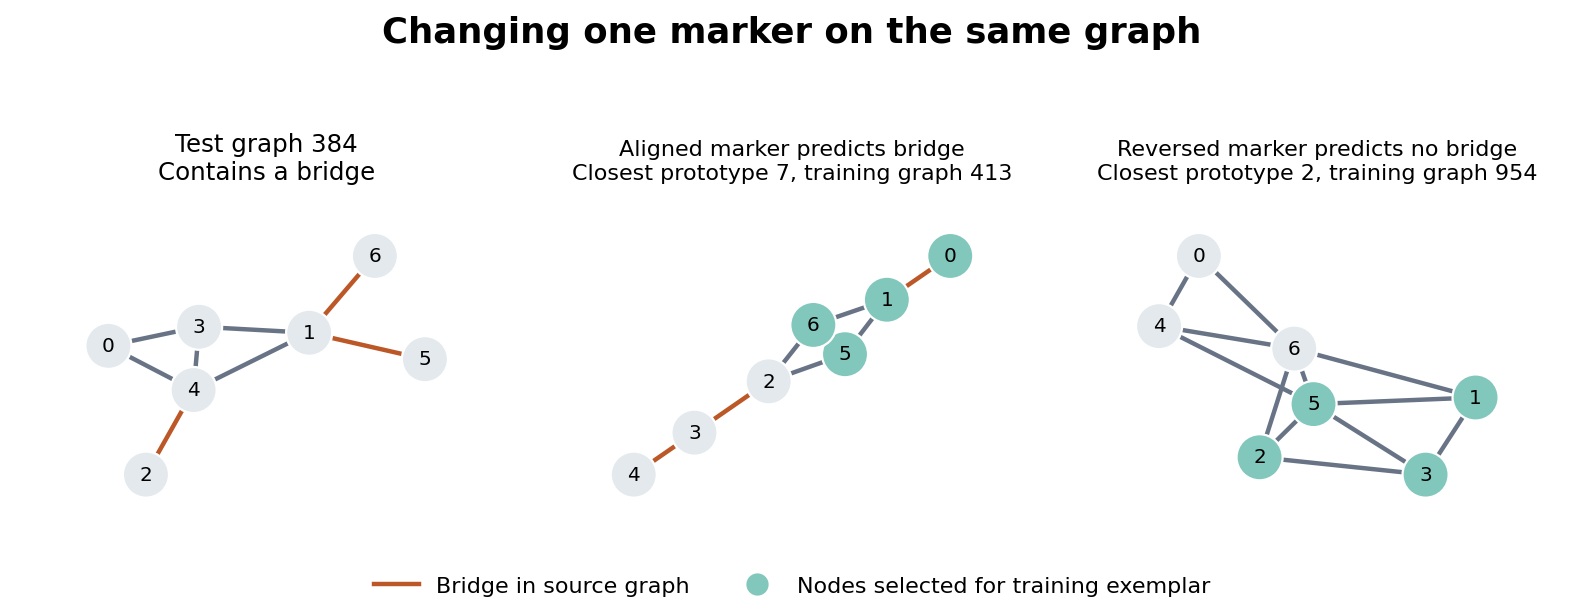 Changing one marker on the same graph
Test graph 384
Contains a bridge
Aligned marker predicts bridge
Closest prototype 7, training graph 413
Reversed marker predicts no bridge
Closest prototype 2, training graph 954
6
3
1
0
5
4
2
0
1
6
5
2
3
4
0
4
6
1
5
2
3
Bridge in source graph
Nodes selected for training exemplar